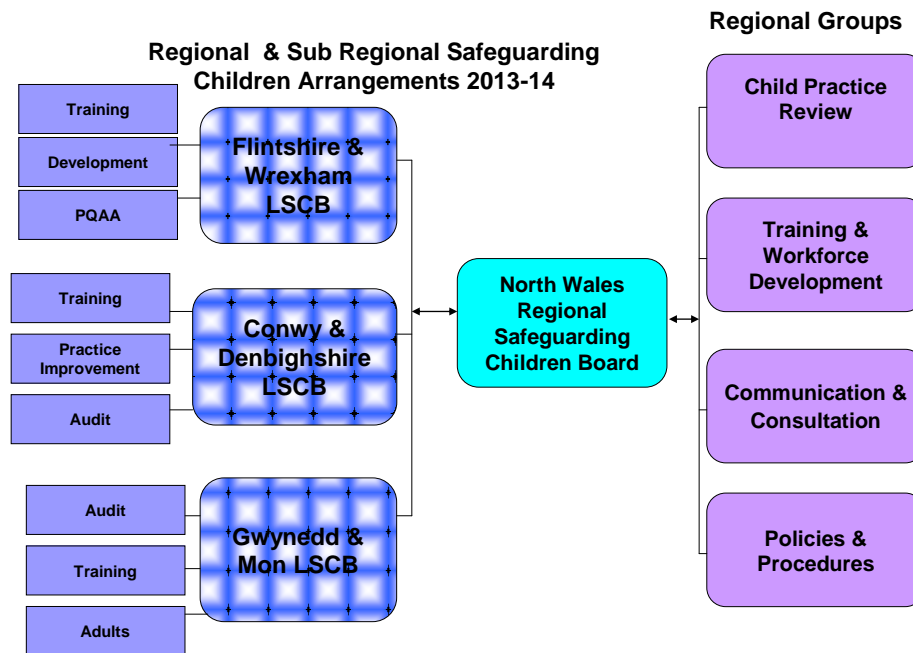 Regional & Sub Regional Safeguarding
Children Arrangements 2013-14
Training
Development
PQAA
Flintshire &
Wrexham
LSCB
Training
Practice
Improvement
Audit
Conwy &
Denbighshire
LSCB
Audit
Training
Adults
Gwynedd &
Mon LSCB
North Wales
Regional
Safeguarding
Children Board
Regional Groups
Child Practice
Review
Training &
Workforce
Development
Communication &
Consultation
Policies &
Procedures